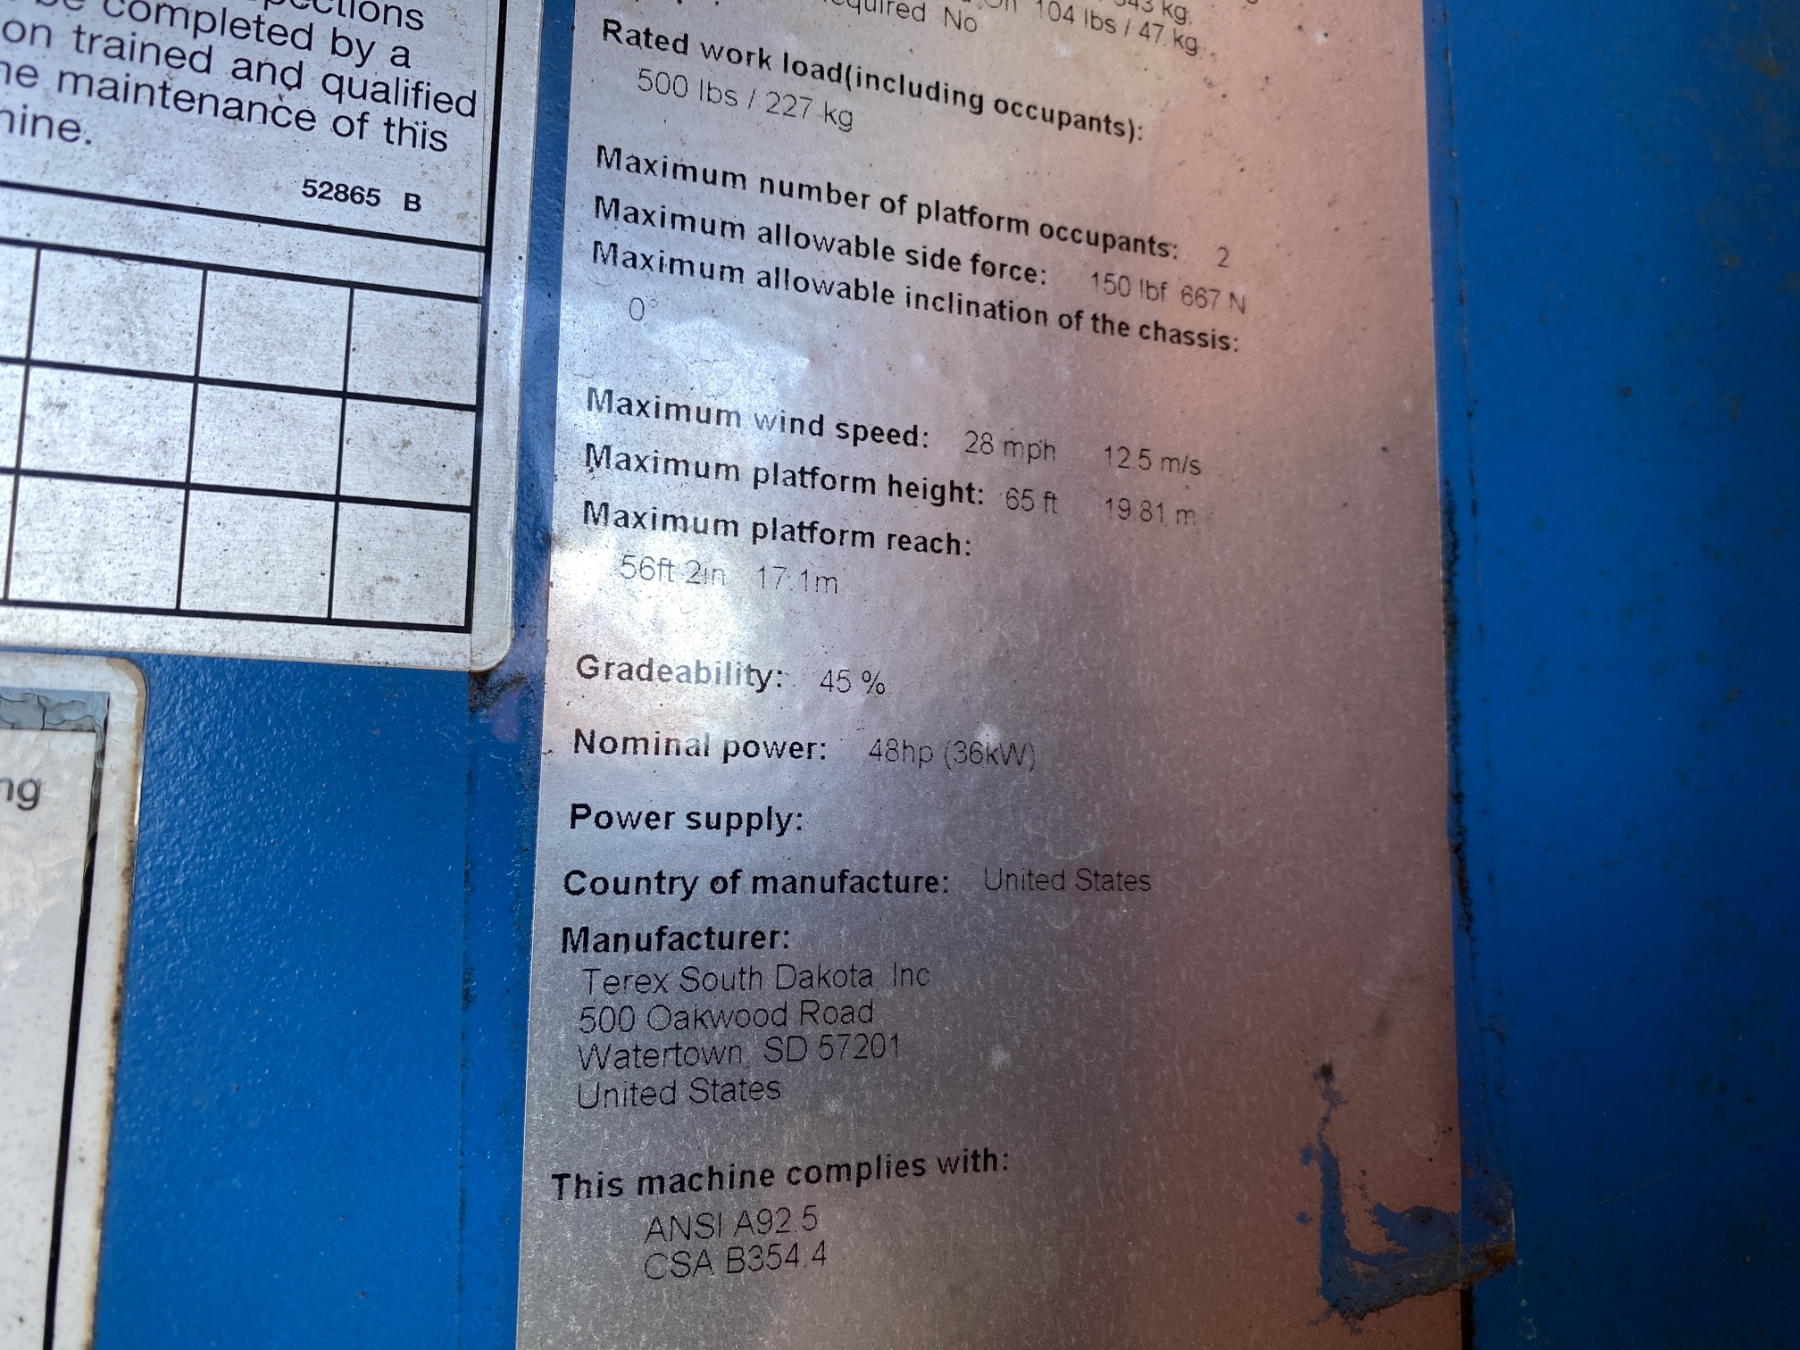 be completed by a
on trained and qualified
maintenance of this
52865 B
ng
104 lbs / 47 kg
No
Rated work load(including occupants):
500 lbs / 227 kg
Maximum number of platform occupants: 2
Maximum allowable side force: 150 lbf 667 N
Maximum allowable inclination of the chassis:
0°
Maximum wind speed: 28 mph 12.5 m/s
Maximum platform height: 65 ft 19.81 m
Maximum platform reach:
56ft 2in 17.1m
Gradeability: 45 %
Nominal power: 48hp (36kW)
Power supply:
Country of manufacture: United States
Manufacturer:
Terex South Dakota Inc
500 Oakwood Road
Watertown, SD 57201
United States
This machine complies with:
ANSI A92.5
CSA B354.4